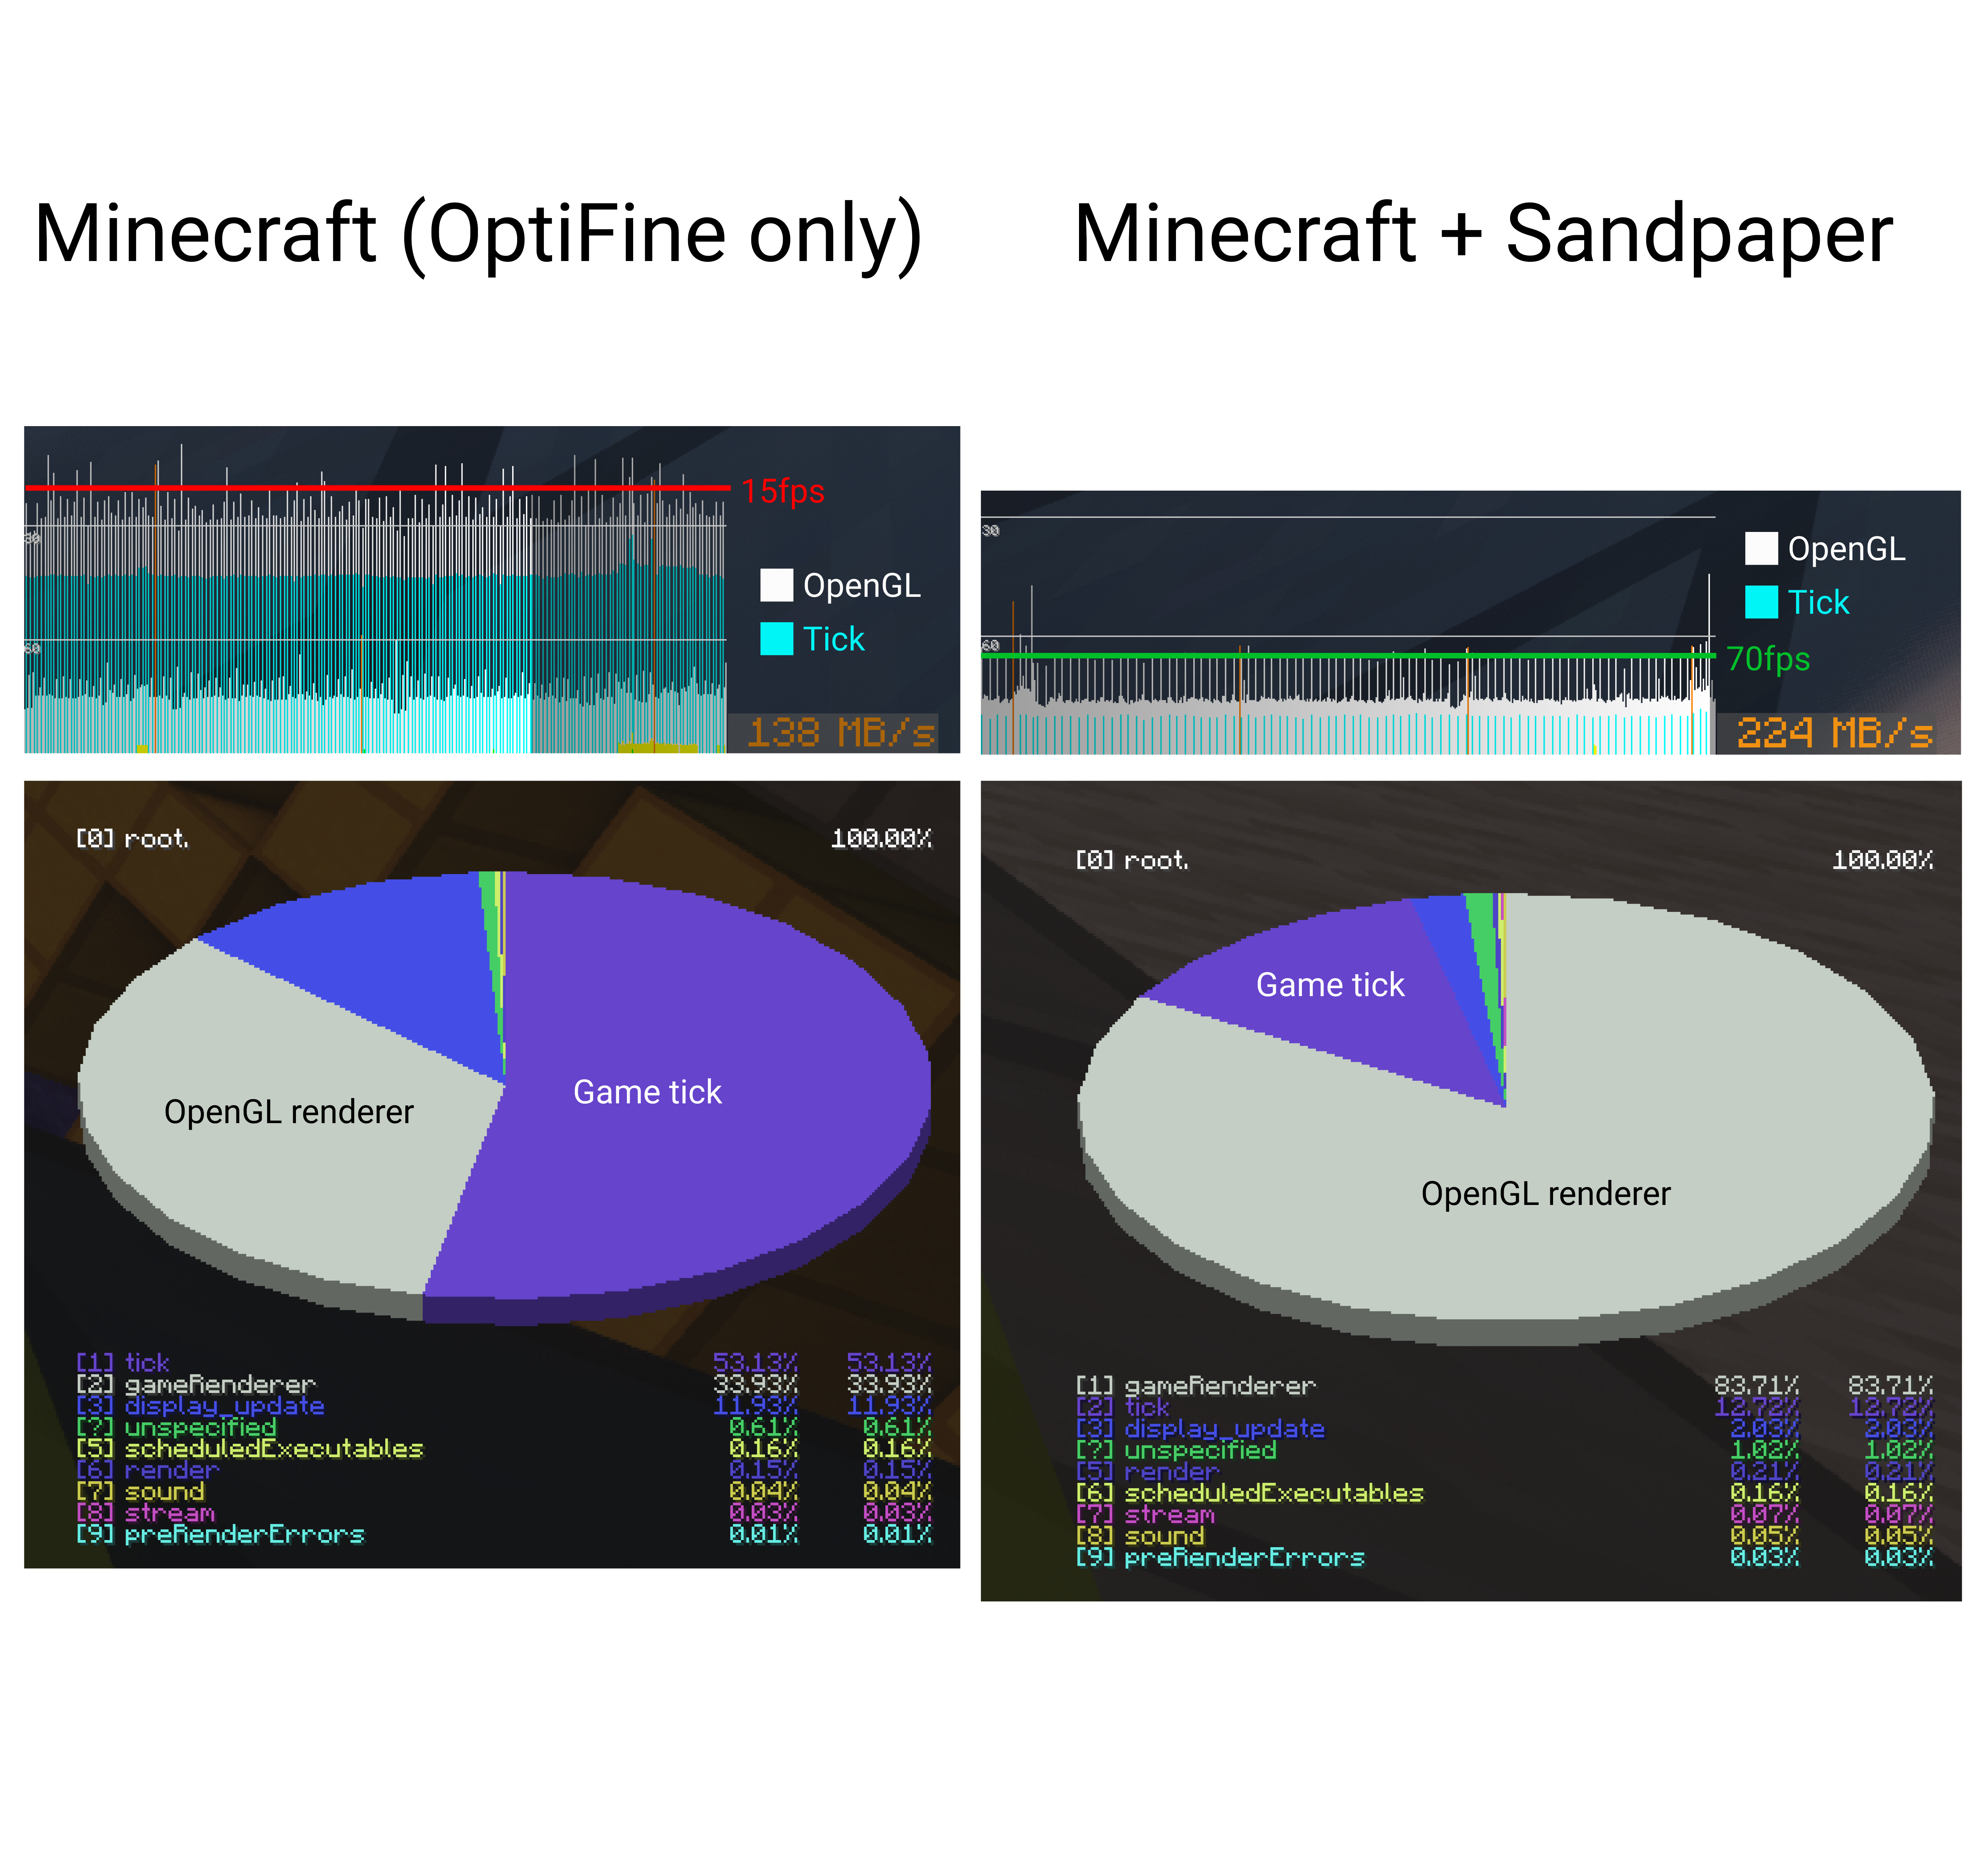 Minecraft (OptiFine only)
Minecraft + Sandpaper
15fps
30
OpenGL
Tick
60
138 MB/s
30
OpenGL
Tick
60
70fps
224 MB/s
[0] root. 100.00%
OpenGL renderer
Game tick
[1] tick 53.13% 53.13%
[2] gameRenderer 33.93% 33.93%
[3] display_update 11.93% 11.93%
[?] unspecified 0.61% 0.61%
[5] scheduledExecutables 0.16% 0.16%
[6] render 0.15% 0.15%
[7] sound 0.04% 0.04%
[8] stream 0.03% 0.03%
[9] preRenderErrors 0.01% 0.01%
[0] root. 100.00%
Game tick
OpenGL renderer
[1] gameRenderer 83.71% 83.71%
[2] tick 12.72% 12.72%
[3] display_update 2.03% 2.03%
[?] unspecified 1.02% 1.02%
[5] render 0.21% 0.21%
[6] scheduledExecutables 0.16% 0.16%
[7] stream 0.07% 0.07%
[8] sound 0.05% 0.05%
[9] preRenderErrors 0.03% 0.03%